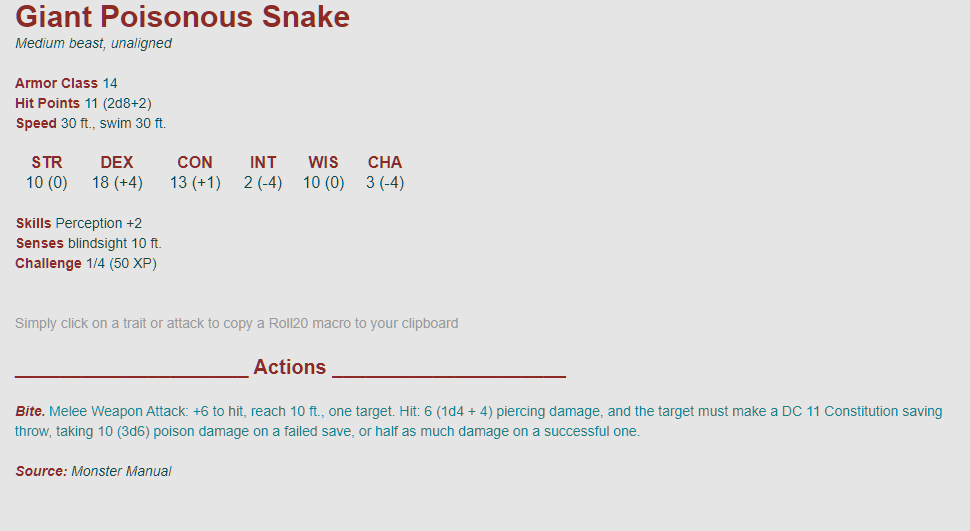 Giant Poisonous Snake
Medium beast, unaligned
Armor Class 14
Hit Points 11 (2d8+2)
Speed 30 ft., swim 30 ft.
STR DEX CON INT WIS CHA
10 (0) 18 (+4) 13 (+1) 2 (-4) 10 (0) 3 (-4)
Skills Perception +2
Senses blindsight 10 ft.
Challenge 1/4 (50 XP)
Simply click on a trait or attack to copy a Roll20 macro to your clipboard
Actions
Bite. Melee Weapon Attack: +6 to hit, reach 10 ft., one target. Hit: 6 (1d4 + 4) piercing damage, and the target must make a DC 11 Constitution saving
throw, taking 10 (3d6) poison damage on a failed save, or half as much damage on a successful one.
Source: Monster Manual